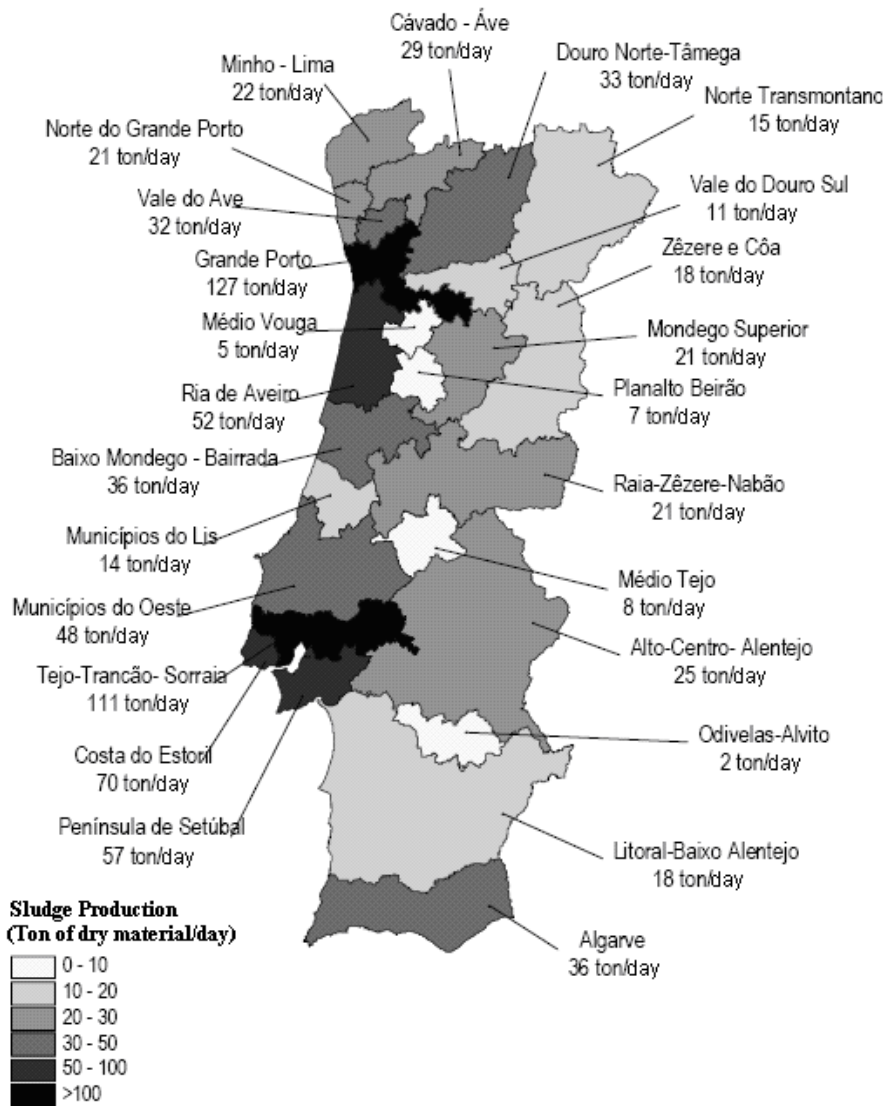 Cávado - Áve
29 ton/day
Douro Norte-Tâmega
33 ton/day
Minho - Lima
22 ton/day
Norte Transmontano
15 ton/day
Norte do Grande Porto
21 ton/day
Vale do Ave
32 ton/day
Vale do Douro Sul
11 ton/day
Grande Porto
127 ton/day
Zêzere e Côa
18 ton/day
Médio Vouga
5 ton/day
Mondego Superior
21 ton/day
Ria de Aveiro
52 ton/day
Planalto Beirão
7 ton/day
Baixo Mondego - Bairrada
36 ton/day
Raia-Zêzere-Nabão
21 ton/day
Municípios do Lis
14 ton/day
Médio Tejo
8 ton/day
Municípios do Oeste
48 ton/day
Alto-Centro- Alentejo
25 ton/day
Tejo-Trancão- Sorraia
111 ton/day
Odivelas-Alvito
2 ton/day
Costa do Estoril
70 ton/day
Península de Setúbal
57 ton/day
Litoral-Baixo Alentejo
18 ton/day
Algarve
36 ton/day
Sludge Production
(Ton of dry material/day)
0 - 10
10 - 20
20 - 30
30 - 50
50 - 100
>100